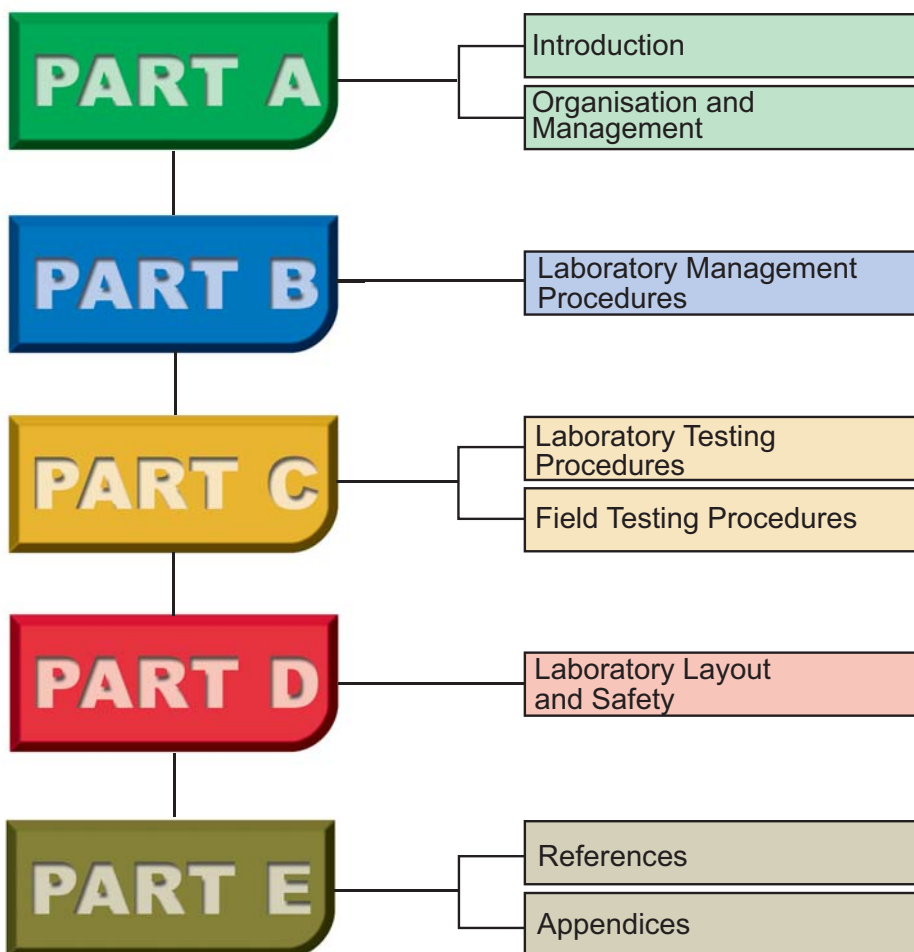 PART A
Introduction
Organisation and
Management
PART B
Laboratory Management
Procedures
PART C
Laboratory Testing
Procedures
Field Testing Procedures
PART D
Laboratory Layout
and Safety
PART E
References
Appendices